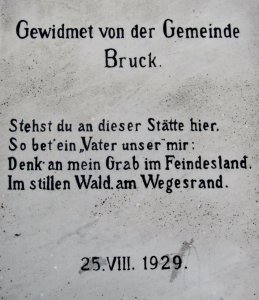 Gewidmet von der Gemeinde
Bruck.
Stehst du an dieser Stätte hier,
So bet' ein „Vater unser" mir:
Denk an mein Grab im Feindesland,
Im stillen Wald, am Wegesrand.
25. VIII. 1929.